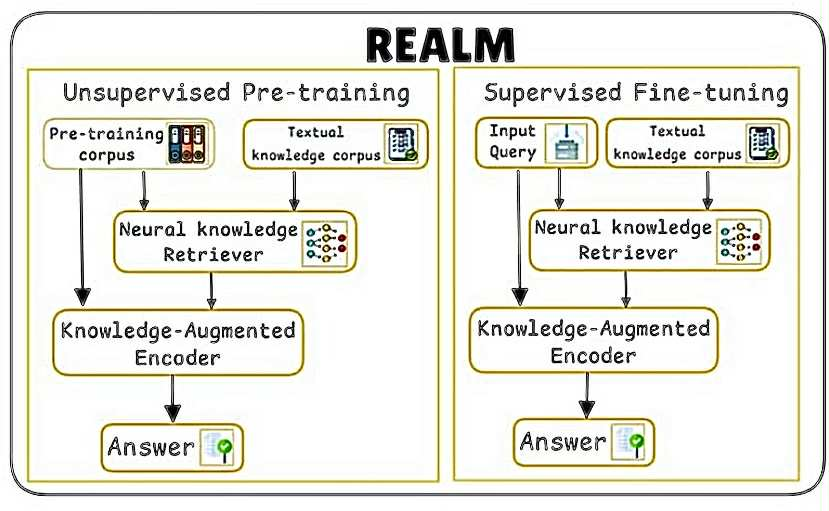 REALM
Unsupervised Pre-training
Pre-training
corpus
Textual
knowledge corpus
Neural knowledge
Retriever
Knowledge-Augmented
Encoder
Answer
Supervised Fine-tuning
Input
Query
Textual
knowledge corpus
Neural knowledge
Retriever
Knowledge-Augmented
Encoder
Answer